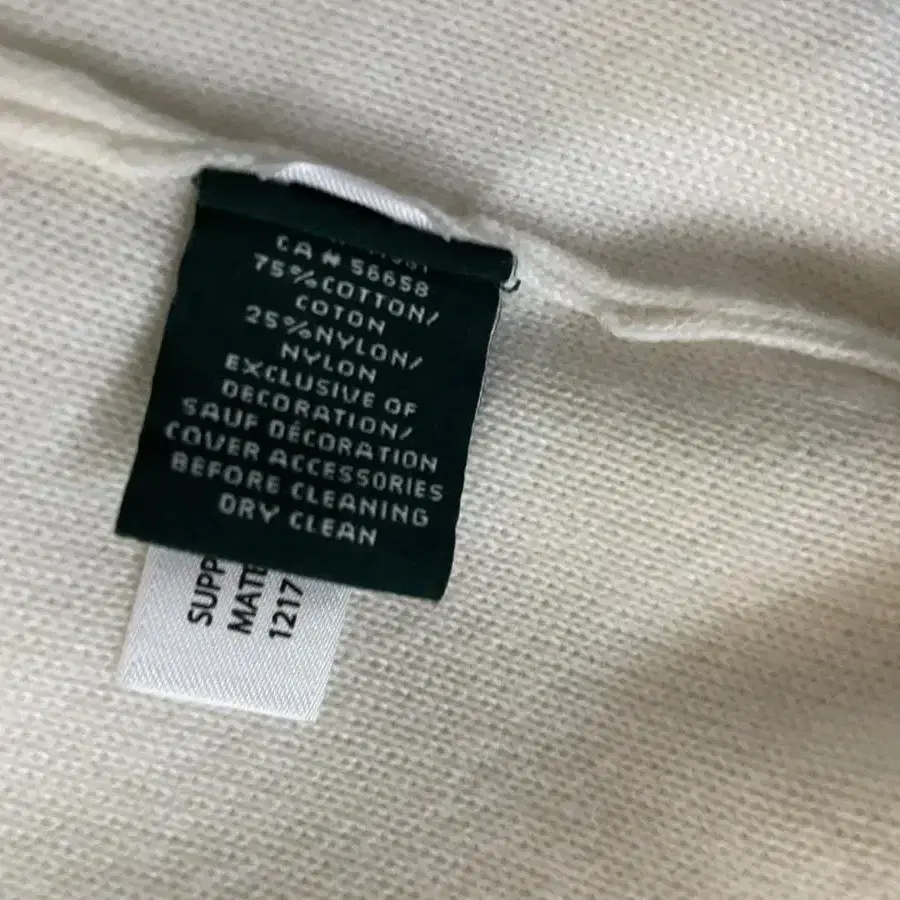 CA # 56658
75%COTTON/
COTON
25%NYLON/
NYLON
EXCLUSIVE OF
DECORATION/
SAUF DÉCORATION
COVER ACCESSORIES
BEFORE CLEANING
DRY CLEAN
SUPP
MATE
1217